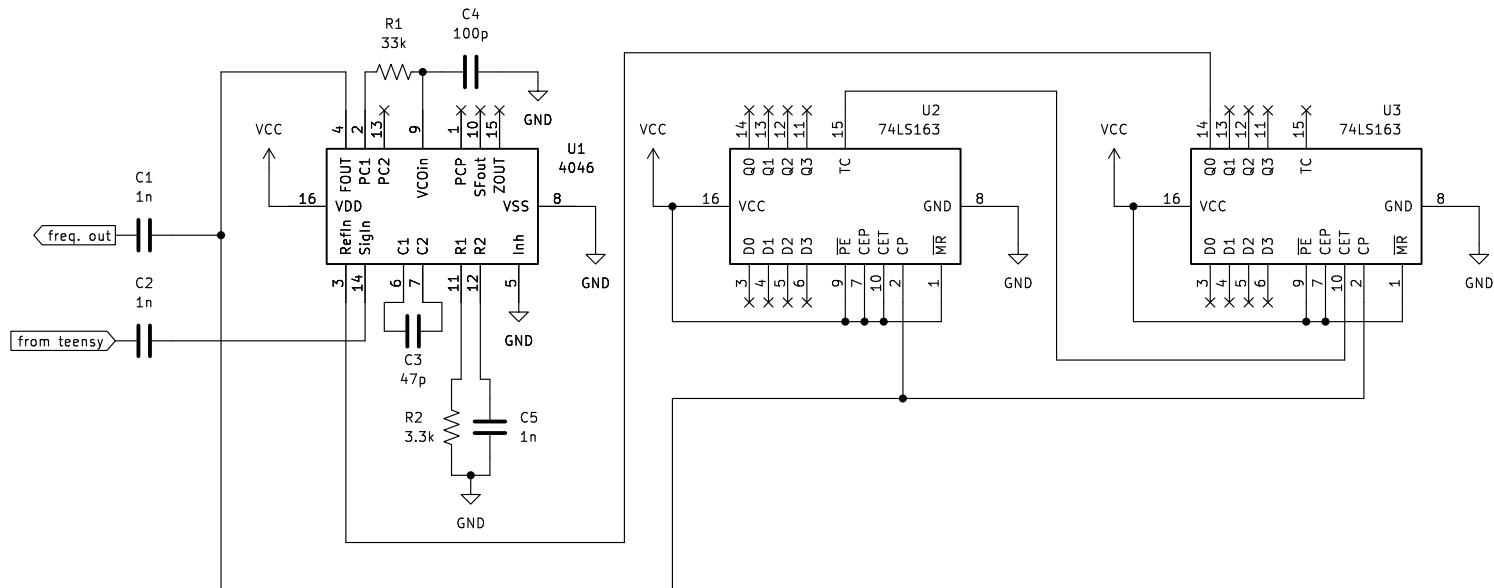 C4
100p
R1
33k
GND
VCC
4
2
13
9
1
10
15
FOUT
PC1
PC2
VCOin
PCP
SFout
ZOUT
U1
4046
16
VDD
VSS
8
GND
RefIn
SigIn
C1
C2
R1
R2
Inh
3
14
6
7
11
12
5
GND
C1
1n
freq. out
C2
1n
from teensy
C3
47p
R2
3.3k
C5
1n
GND
VCC
14
13
12
11
15
U2
74LS163
Q0
Q1
Q2
Q3
TC
16
VCC
GND
8
GND
D0
D1
D2
D3
PE
CEP
CET
CP
MR
3
4
5
6
9
7
10
2
1
VCC
14
13
12
11
15
U3
74LS163
Q0
Q1
Q2
Q3
TC
16
VCC
GND
8
GND
D0
D1
D2
D3
PE
CEP
CET
CP
MR
3
4
5
6
9
7
10
2
1